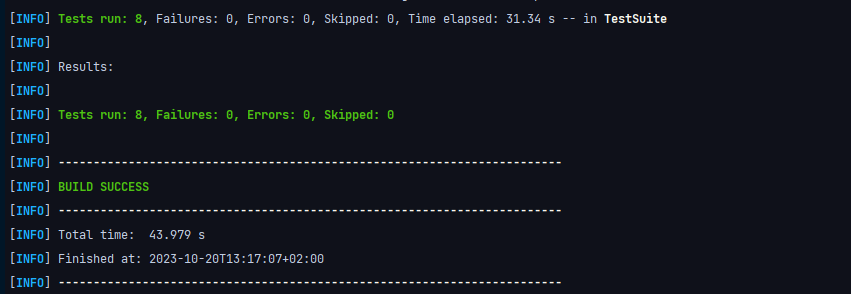 [INFO] Tests run: 8, Failures: 0, Errors: 0, Skipped: 0, Time elapsed: 31.34 s -- in TestSuite
[INFO]
[INFO] Results:
[INFO]
[INFO] Tests run: 8, Failures: 0, Errors: 0, Skipped: 0
[INFO]
[INFO] ------------------------------------------------------------------------
[INFO] BUILD SUCCESS
[INFO] ------------------------------------------------------------------------
[INFO] Total time:  43.979 s
[INFO] Finished at: 2023-10-20T13:17:07+02:00
[INFO] ------------------------------------------------------------------------